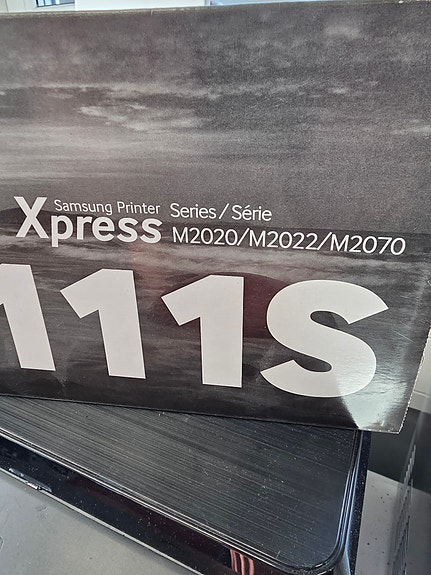 Samsung Printer Series/Série
Xpress M2020/M2022/M2070
111S